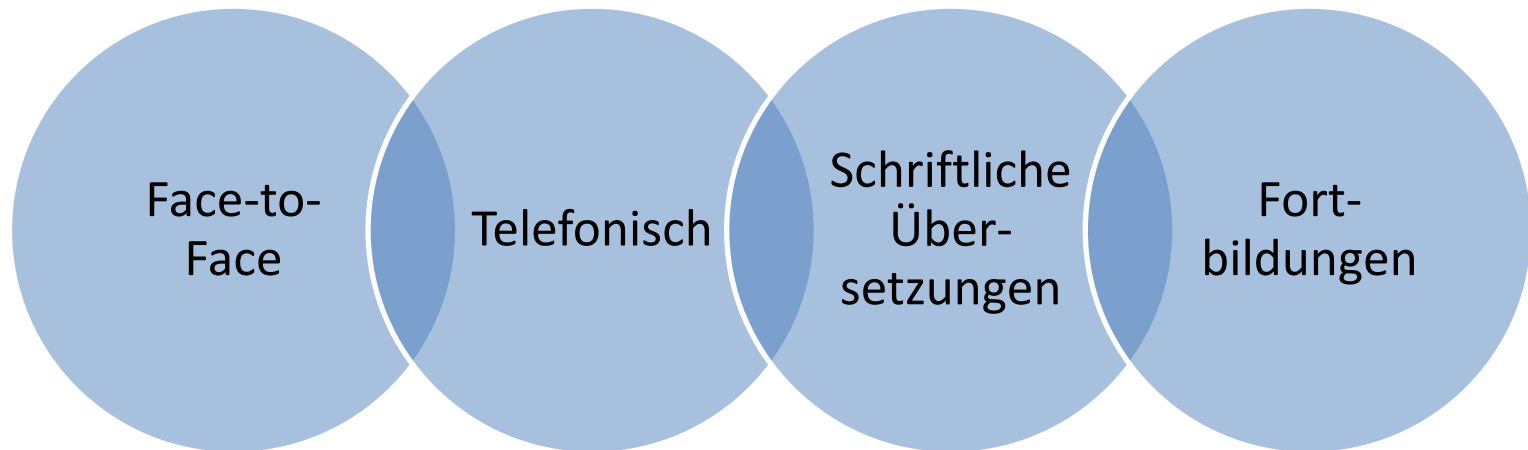 Face-to-
Face
Telefonisch
Schriftliche
Über-
setzungen
Fort-
bildungen